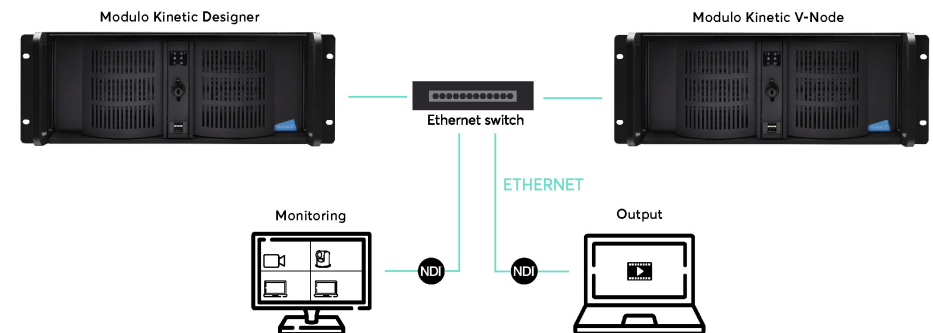 Modulo Kinetic Designer
Modulo Kinetic V-Node
Ethernet switch
ETHERNET
Monitoring
Output
NDI
NDI